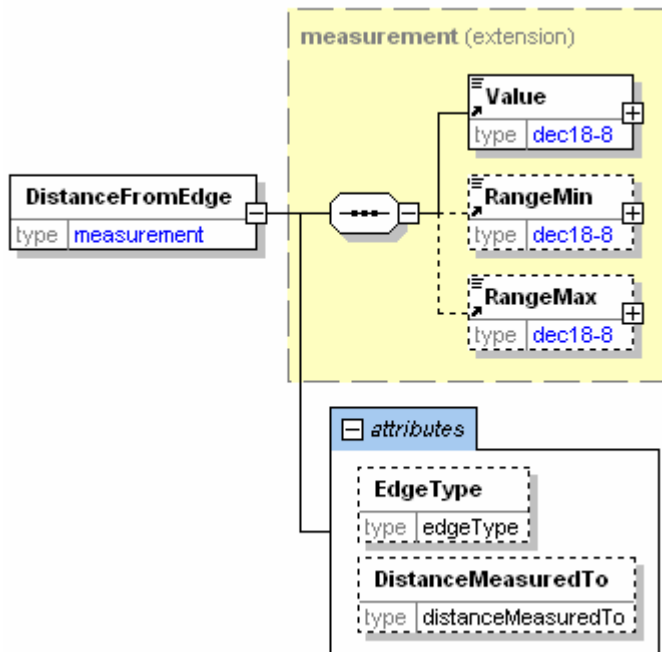 measurement (extension)
Value
type dec18-8
DistanceFromEdge
type measurement
RangeMin
type dec18-8
RangeMax
type dec18-8
attributes
EdgeType
type edgeType
DistanceMeasuredTo
type distanceMeasuredTo